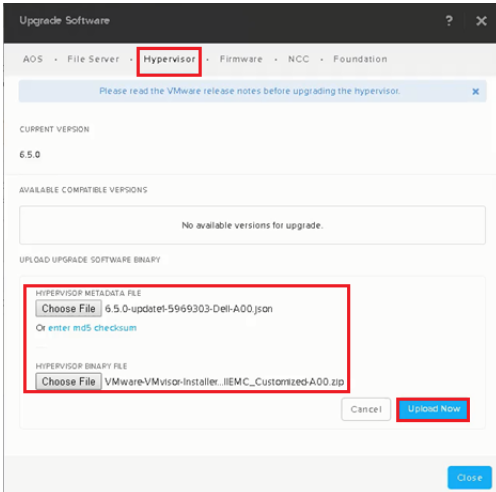 Upgrade Software ? ×
AOS · File Server · Hypervisor · Firmware · NCC · Foundation
Please read the VMware release notes before upgrading the hypervisor. ×
CURRENT VERSION
6.5.0
AVAILABLE COMPATIBLE VERSIONS
No available versions for upgrade.
UPLOAD UPGRADE SOFTWARE BINARY
HYPERVISOR METADATA FILE
Choose File 6.5.0-update1-5969303-Dell-A00.json
Or enter md5 checksum
HYPERVISOR BINARY FILE
Choose File VMware-VMvisor-Installer...llEMC_Customized-A00.zip
Cancel Upload Now
Close